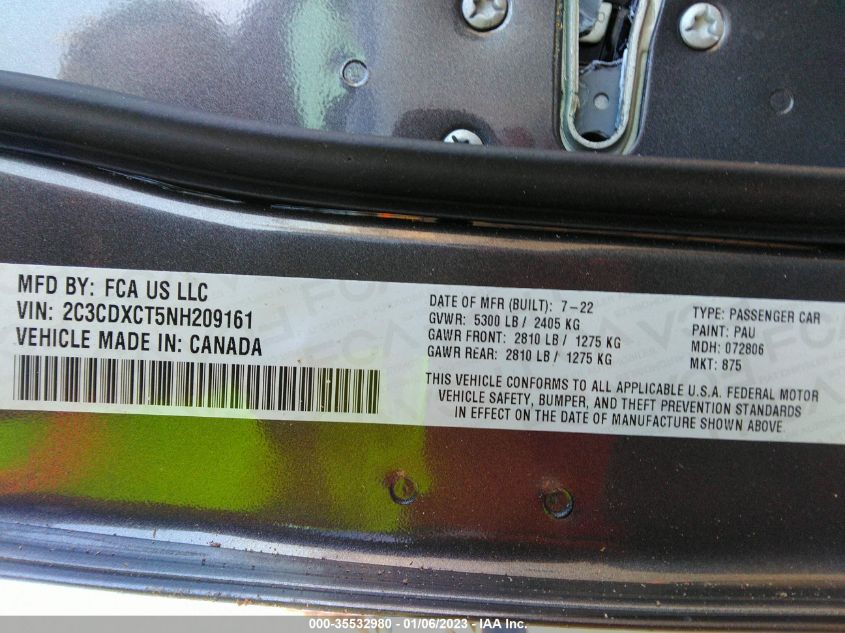 MFD BY: FCA US LLC
VIN: 2C3CDXCT5NH209161
VEHICLE MADE IN: CANADA
DATE OF MFR (BUILT): 7-22
GVWR: 5300 LB / 2405 KG
GAWR FRONT: 2810 LB / 1275 KG
GAWR REAR: 2810 LB / 1275 KG
TYPE: PASSENGER CAR
PAINT: PAU
MDH: 072806
MKT: 875
THIS VEHICLE CONFORMS TO ALL APPLICABLE U.S.A. FEDERAL MOTOR
VEHICLE SAFETY, BUMPER, AND THEFT PREVENTION STANDARDS
IN EFFECT ON THE DATE OF MANUFACTURE SHOWN ABOVE.
000-35532980 - 01/06/2023 - IAA Inc.